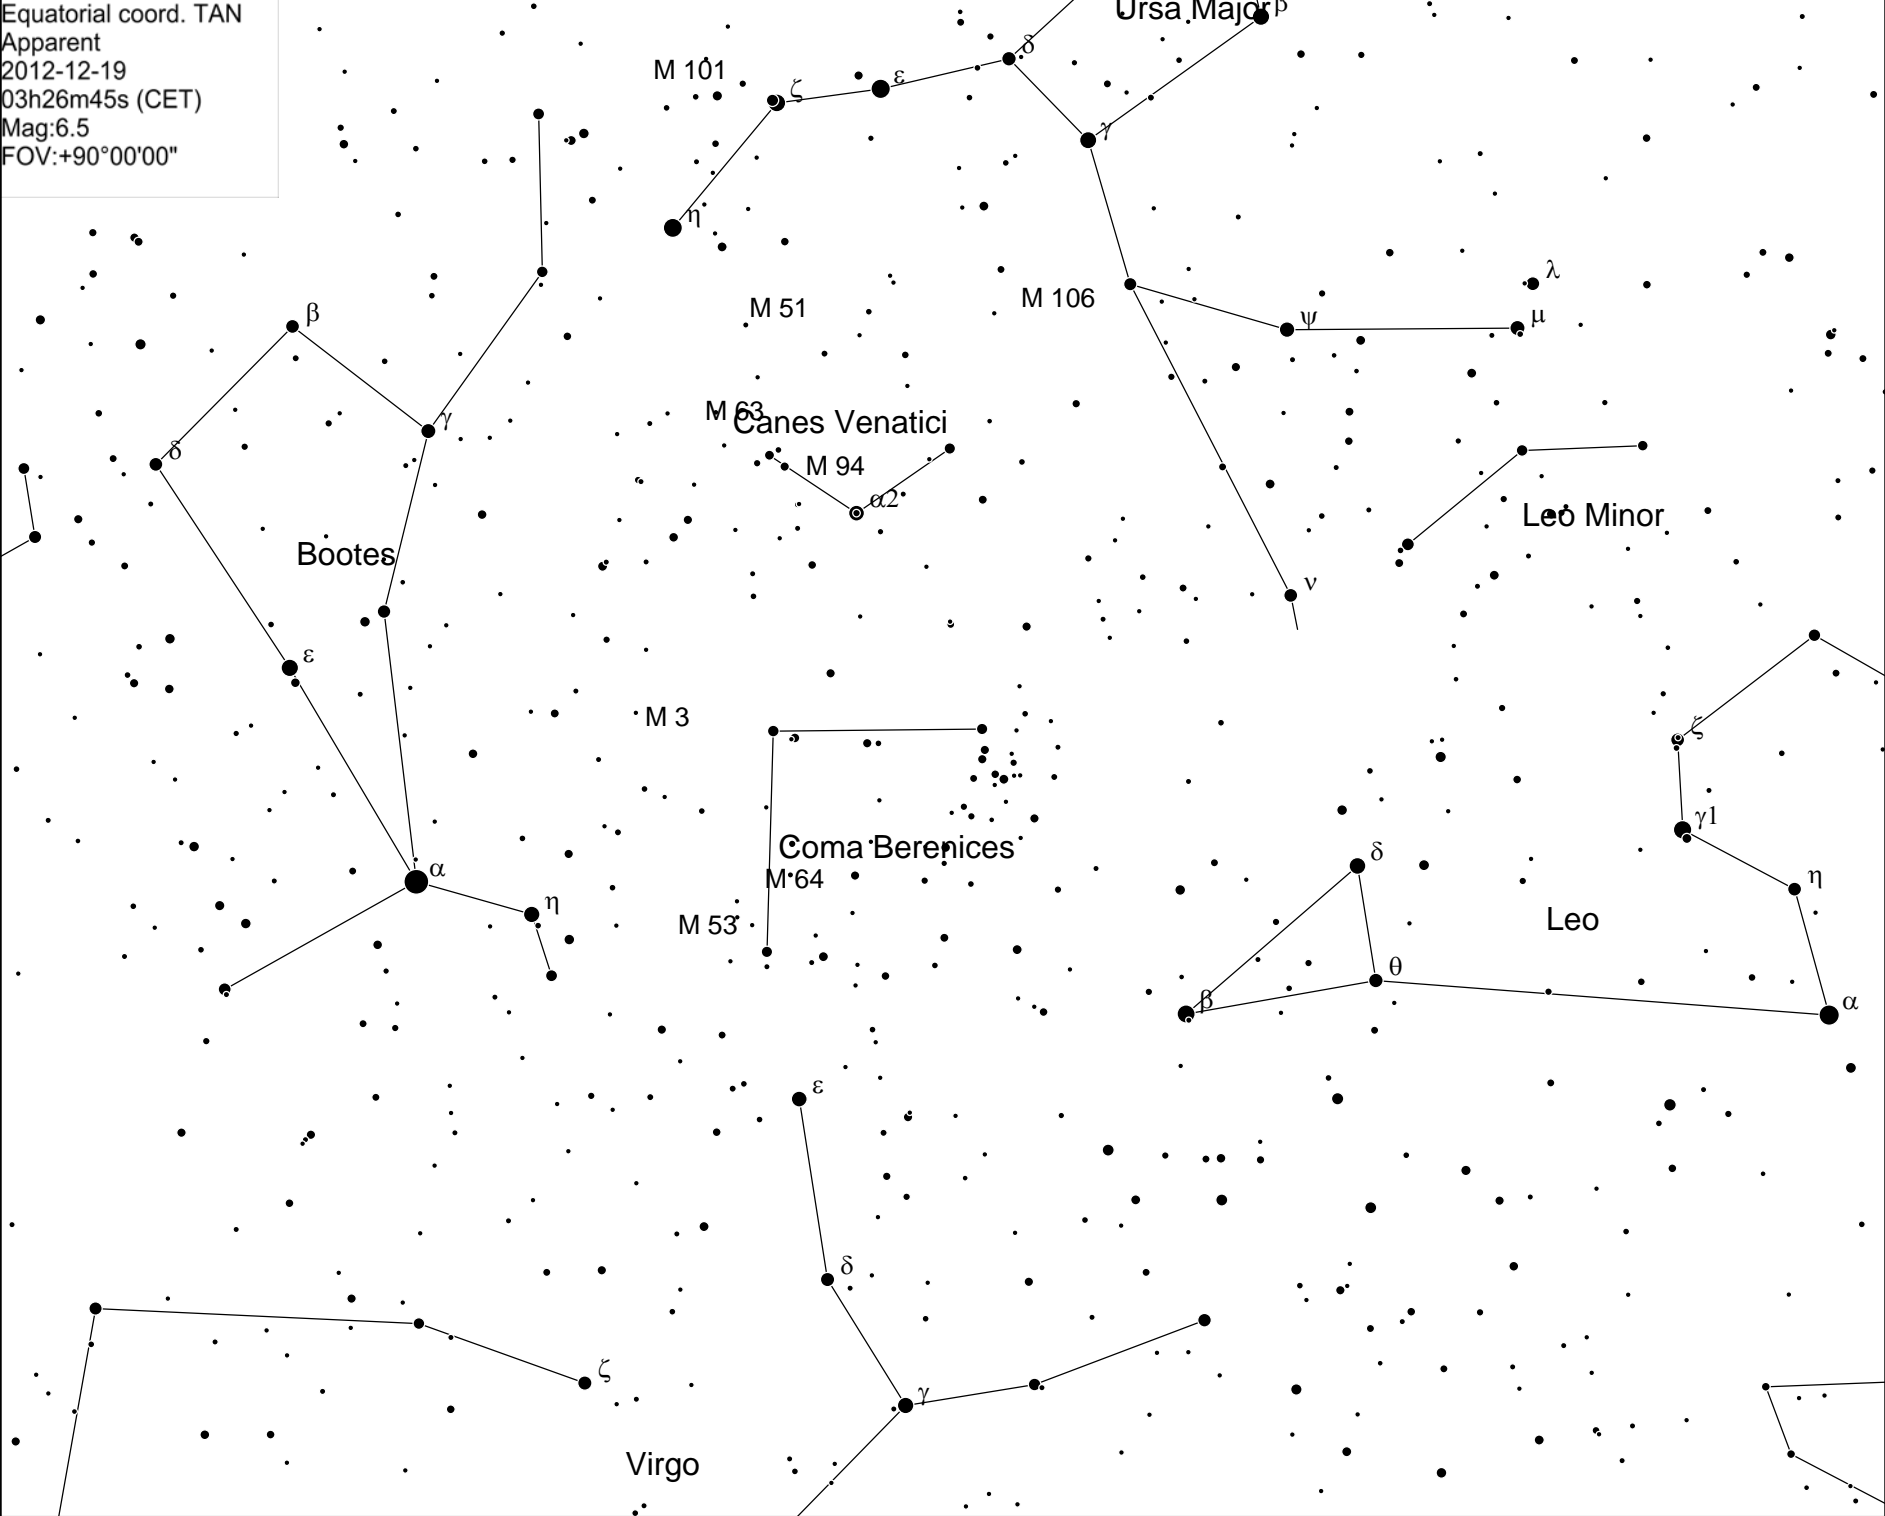 Equatorial coord. TAN
Apparent
2012-12-19
03h26m45s (CET)
Mag:6.5
FOV:+90°00'00"
Ursa Major
β
δ
M 101
ζ
ε
γ
η
λ
M 106
M 51
β
ψ
μ
M 63
Canes Venatici
γ
δ
M 94
α2
Leo Minor
Bootes
ν
ε
M 3
ζ
γ1
Coma Berenices
δ
α
M 64
η
η
M 53
Leo
θ
β
α
ε
δ
ζ
γ
Virgo